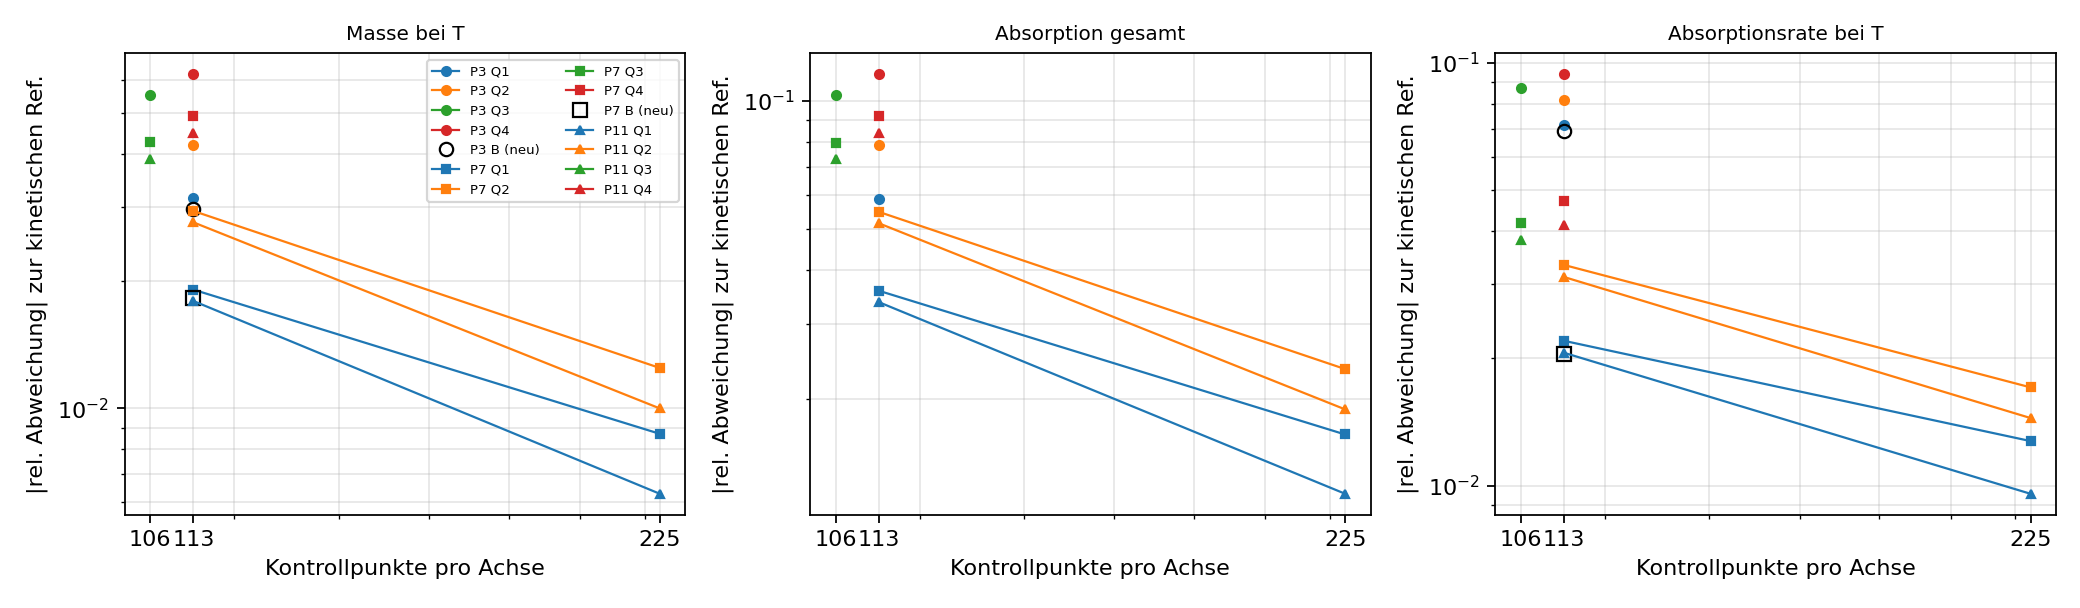 Masse bei T
|rel. Abweichung| zur kinetischen Ref.
10⁻²
106 113 225
Kontrollpunkte pro Achse
P3 Q1
P3 Q2
P3 Q3
P3 Q4
P3 B (neu)
P7 Q1
P7 Q2
P7 Q3
P7 Q4
P7 B (neu)
P11 Q1
P11 Q2
P11 Q3
P11 Q4
Absorption gesamt
|rel. Abweichung| zur kinetischen Ref.
10⁻¹
106 113 225
Kontrollpunkte pro Achse
Absorptionsrate bei T
|rel. Abweichung| zur kinetischen Ref.
10⁻¹
10⁻²
106 113 225
Kontrollpunkte pro Achse